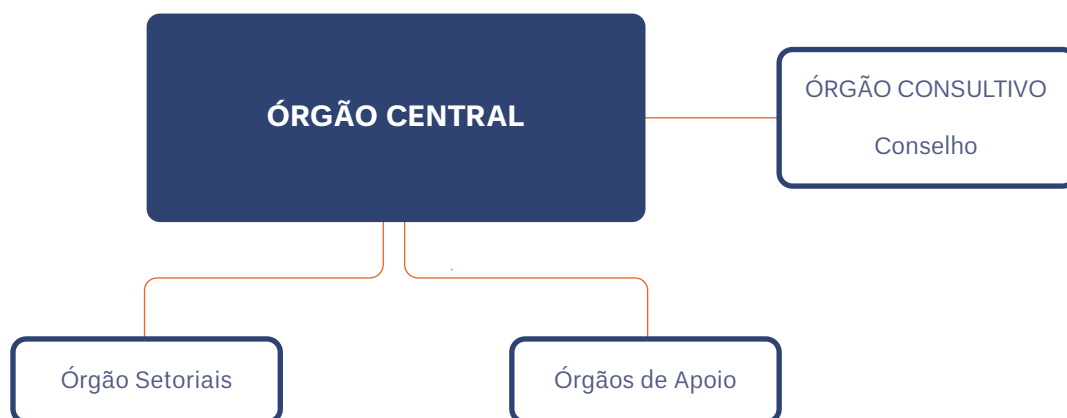 ÓRGÃO CENTRAL
ÓRGÃO CONSULTIVO
Conselho
Órgão Setoriais
Órgãos de Apoio